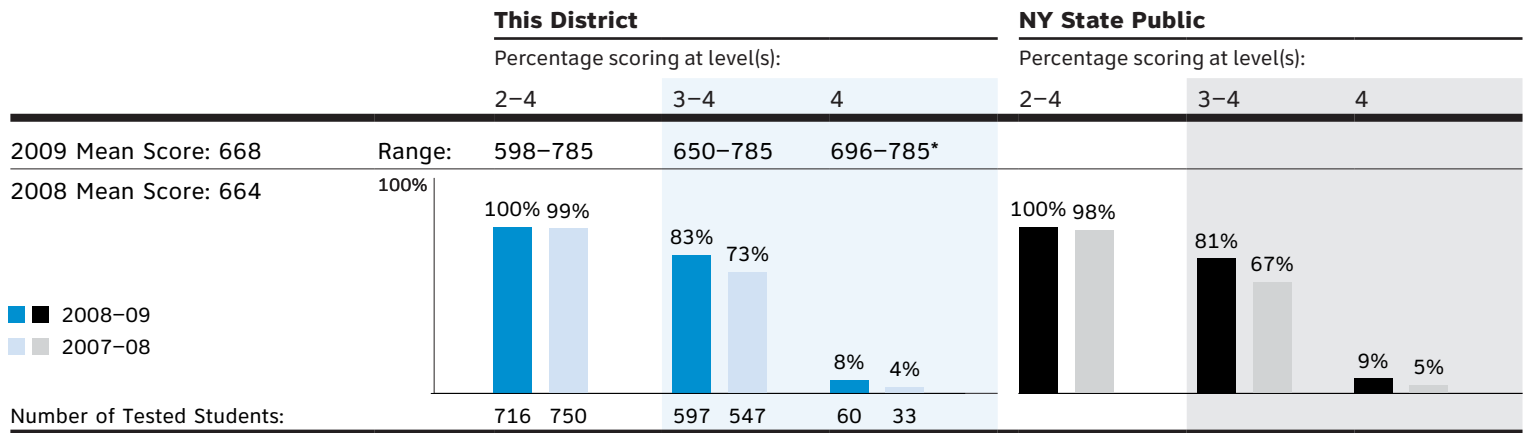 This District NY State Public
Percentage scoring at level(s): Percentage scoring at level(s):
2–4 3–4 4 2–4 3–4 4
2009 Mean Score: 668 Range: 598–785 650–785 696–785*
2008 Mean Score: 664 100%
100% 99% 83% 73% 8% 4% 100% 98% 81% 67% 9% 5%
2008–09
2007–08
Number of Tested Students: 716 750 597 547 60 33